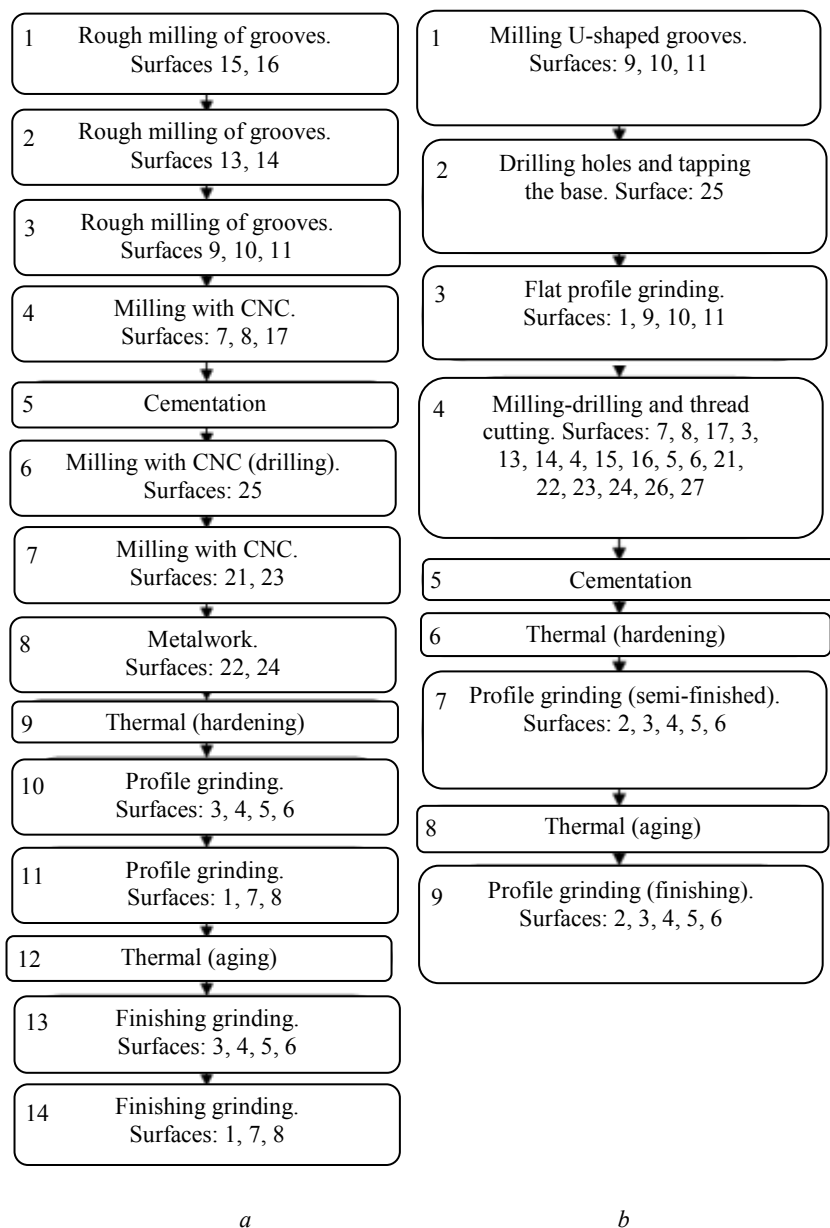 1 Rough milling of grooves.
Surfaces 15, 16
2 Rough milling of grooves.
Surfaces 13, 14
3 Rough milling of grooves.
Surfaces 9, 10, 11
4 Milling with CNC.
Surfaces: 7, 8, 17
5 Cementation
6 Milling with CNC (drilling).
Surfaces: 25
7 Milling with CNC.
Surfaces: 21, 23
8 Metalwork.
Surfaces: 22, 24
9 Thermal (hardening)
10 Profile grinding.
Surfaces: 3, 4, 5, 6
11 Profile grinding.
Surfaces: 1, 7, 8
12 Thermal (aging)
13 Finishing grinding.
Surfaces: 3, 4, 5, 6
14 Finishing grinding.
Surfaces: 1, 7, 8
a
1 Milling U-shaped grooves.
Surfaces: 9, 10, 11
2 Drilling holes and tapping
the base. Surface: 25
3 Flat profile grinding.
Surfaces: 1, 9, 10, 11
4 Milling-drilling and thread
cutting. Surfaces: 7, 8, 17, 3,
13, 14, 4, 15, 16, 5, 6, 21,
22, 23, 24, 26, 27
5 Cementation
6 Thermal (hardening)
7 Profile grinding (semi-finished).
Surfaces: 2, 3, 4, 5, 6
8 Thermal (aging)
9 Profile grinding (finishing).
Surfaces: 2, 3, 4, 5, 6
b